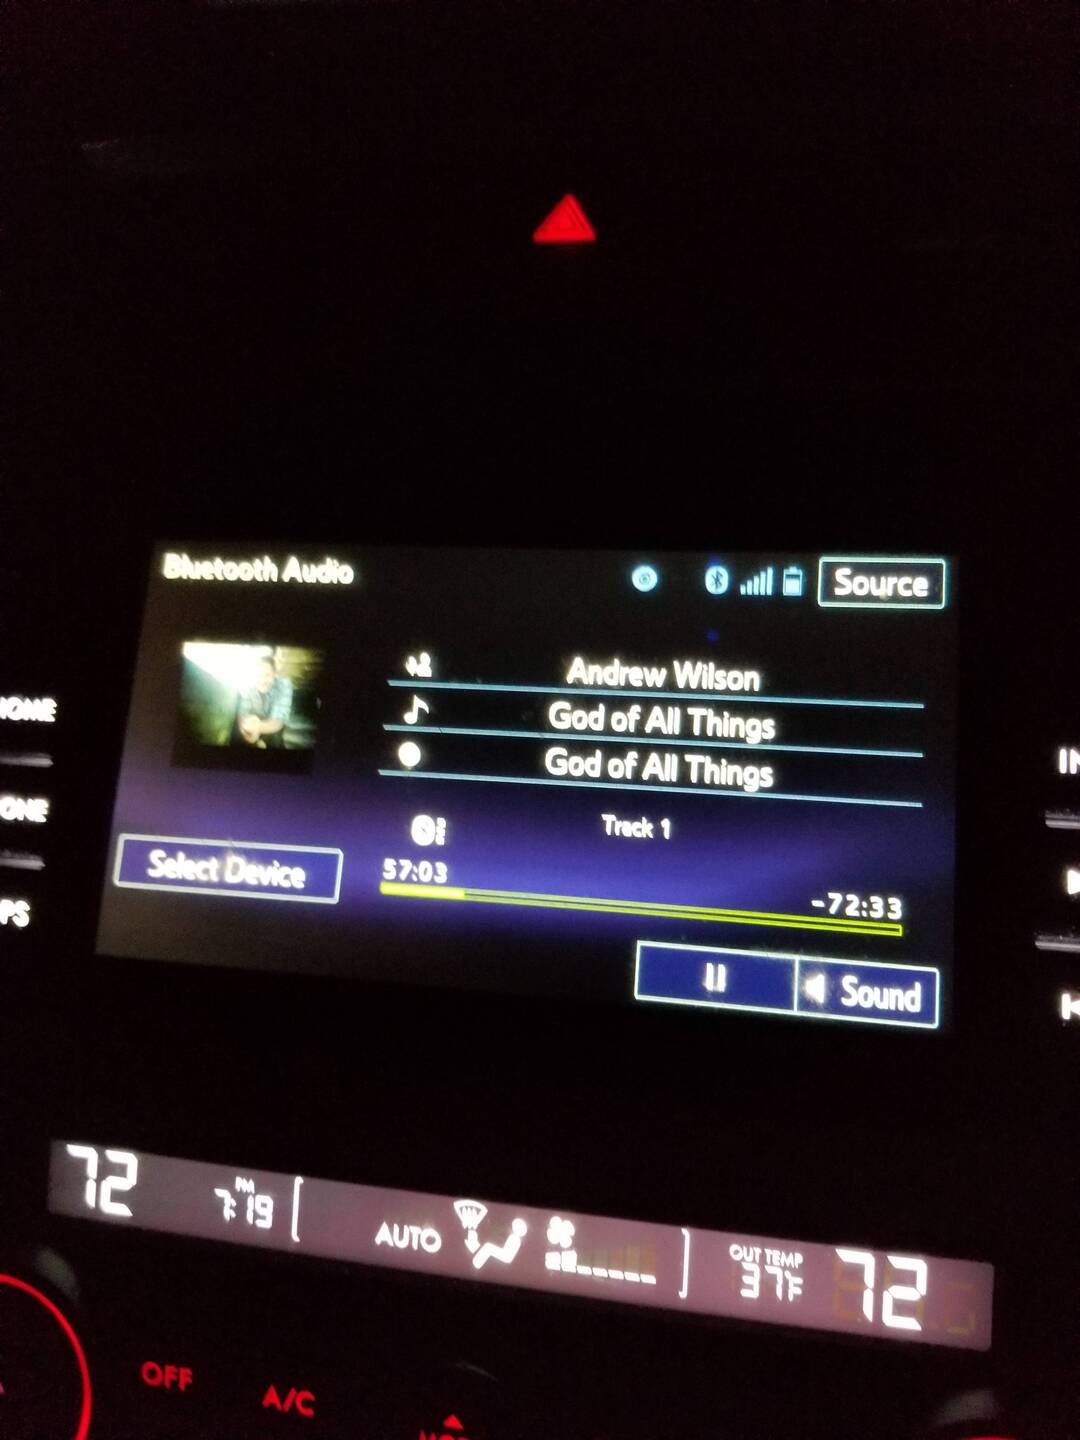 Bluetooth Audio
Source
Andrew Wilson
God of All Things
God of All Things
Track 1
57:03
-72:33
Select Device
Sound
72
PM
7:19
AUTO
OUT TEMP
37F
72
OFF
A/C